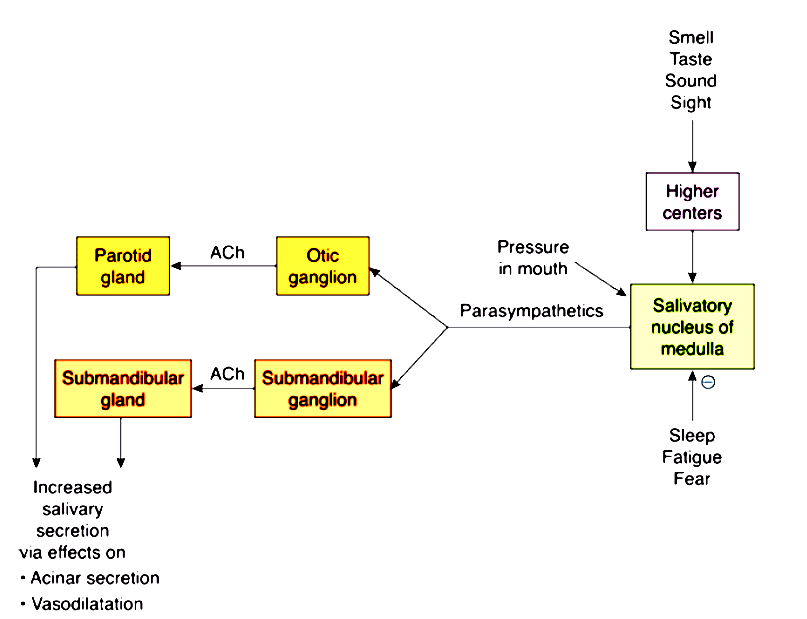 Smell
Taste
Sound
Sight
Higher
centers
Pressure
in mouth
Salivatory
nucleus of
medulla
⊖
Sleep
Fatigue
Fear
Parasympathetics
Otic
ganglion
ACh
Parotid
gland
Submandibular
ganglion
ACh
Submandibular
gland
Increased
salivary
secretion
via effects on
• Acinar secretion
• Vasodilatation